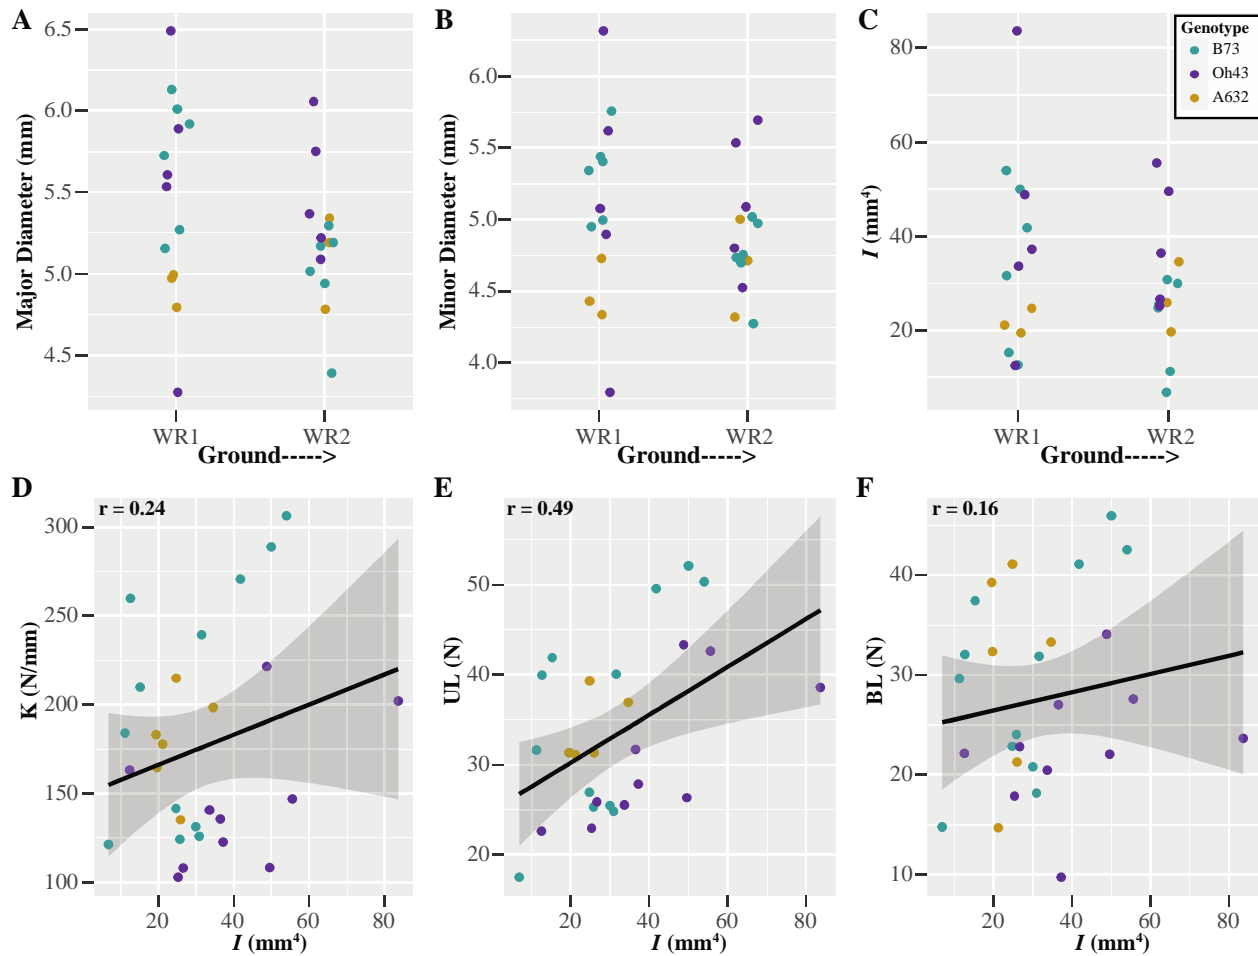 A
Major Diameter (mm)
6.5
6.0
5.5
5.0
4.5
WR1
WR2
Ground----->
B
Minor Diameter (mm)
6.0
5.5
5.0
4.5
4.0
WR1
WR2
Ground----->
C
I (mm⁴)
80
60
40
20
WR1
WR2
Ground----->
Genotype
B73
Oh43
A632
D
r = 0.24
K (N/mm)
300
250
200
150
100
20
40
60
80
I (mm⁴)
E
r = 0.49
UL (N)
50
40
30
20
20
40
60
80
I (mm⁴)
F
r = 0.16
BL (N)
40
30
20
10
20
40
60
80
I (mm⁴)